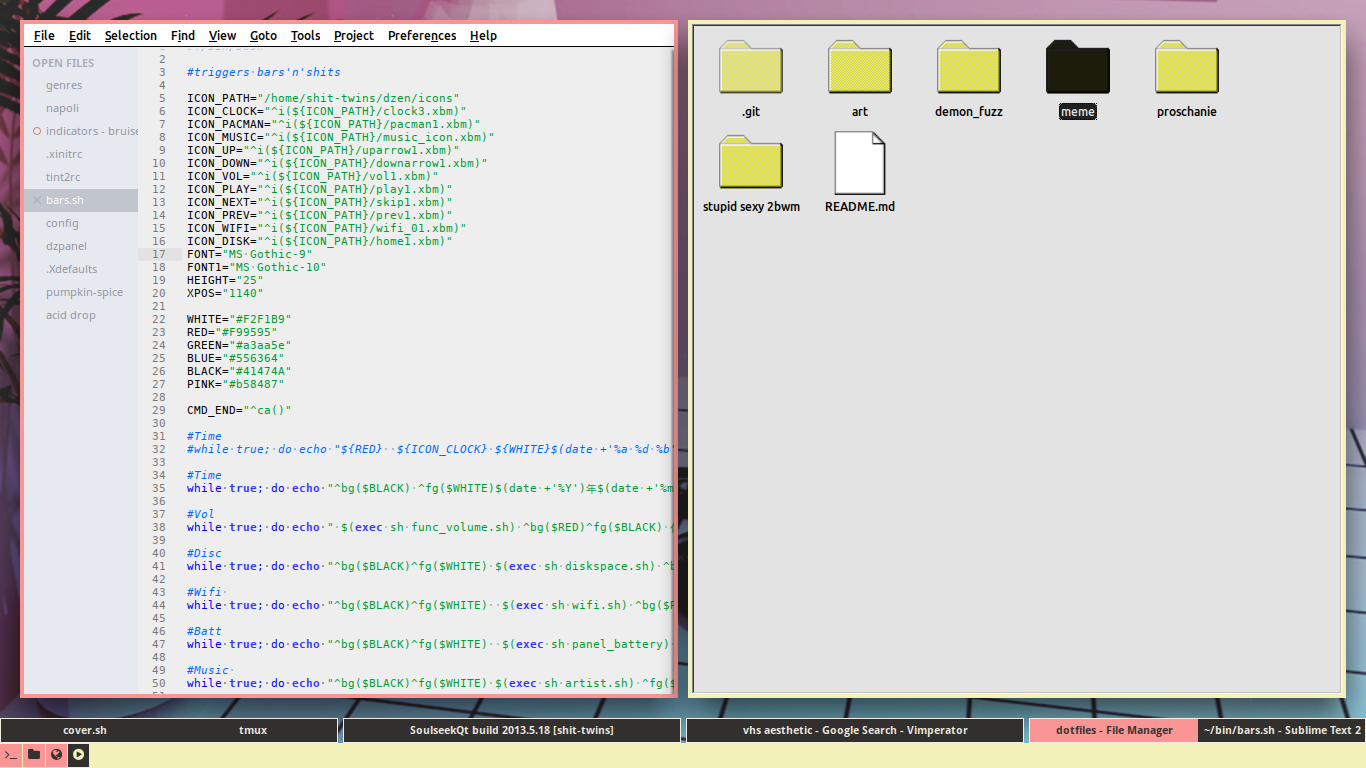 File Edit Selection Find View Goto Tools Project Preferences Help
OPEN FILES
genres
napoli
indicators - bruise
.xinitrc
tint2rc
bars.sh
config
dzpanel
.Xdefaults
pumpkin-spice
acid drop
2
3 #triggers·bars'n'shits
4
5 ICON_PATH="/home/shit-twins/dzen/icons"
6 ICON_CLOCK="^i(${ICON_PATH}/clock3.xbm)"
7 ICON_PACMAN="^i(${ICON_PATH}/pacman1.xbm)"
8 ICON_MUSIC="^i(${ICON_PATH}/music_icon.xbm)"
9 ICON_UP="^i(${ICON_PATH}/uparrow1.xbm)"
10 ICON_DOWN="^i(${ICON_PATH}/downarrow1.xbm)"
11 ICON_VOL="^i(${ICON_PATH}/vol1.xbm)"
12 ICON_PLAY="^i(${ICON_PATH}/play1.xbm)"
13 ICON_NEXT="^i(${ICON_PATH}/skip1.xbm)"
14 ICON_PREV="^i(${ICON_PATH}/prev1.xbm)"
15 ICON_WIFI="^i(${ICON_PATH}/wifi_01.xbm)"
16 ICON_DISK="^i(${ICON_PATH}/home1.xbm)"
17 FONT="MS·Gothic-9"
18 FONT1="MS·Gothic-10"
19 HEIGHT="25"
20 XPOS="1140"
21
22 WHITE="#F2F1B9"
23 RED="#F99595"
24 GREEN="#a3aa5e"
25 BLUE="#556364"
26 BLACK="#41474A"
27 PINK="#b58487"
28
29 CMD_END="^ca()"
30
31 #Time
32 #while·true;·do·echo·"${RED}··${ICON_CLOCK}·${WHITE}$(date·+'%a·%d·%b'
33
34 #Time
35 while·true;·do·echo·"^bg($BLACK)·^fg($WHITE)$(date·+'%Y')年$(date·+'%m
36
37 #Vol
38 while·true;·do·echo·"·$(exec·sh·func_volume.sh)·^bg($RED)^fg($BLACK)·
39
40 #Disc
41 while·true;·do·echo·"^bg($BLACK)^fg($WHITE)·$(exec·sh·diskspace.sh)·^b
42
43 #Wifi·
44 while·true;·do·echo·"^bg($BLACK)^fg($WHITE)··$(exec·sh·wifi.sh)·^bg($R
45
46 #Batt
47 while·true;·do·echo·"^bg($BLACK)^fg($WHITE)··$(exec·sh·panel_battery)·
48
49 #Music·
50 while·true;·do·echo·"^bg($BLACK)^fg($WHITE)·$(exec·sh·artist.sh)·^fg($
.git art demon_fuzz meme proschanie
stupid sexy 2bwm README.md
cover.sh tmux SoulseekQt build 2013.5.18 [shit-twins] vhs aesthetic - Google Search - Vimperator dotfiles - File Manager ~/bin/bars.sh - Sublime Text 2